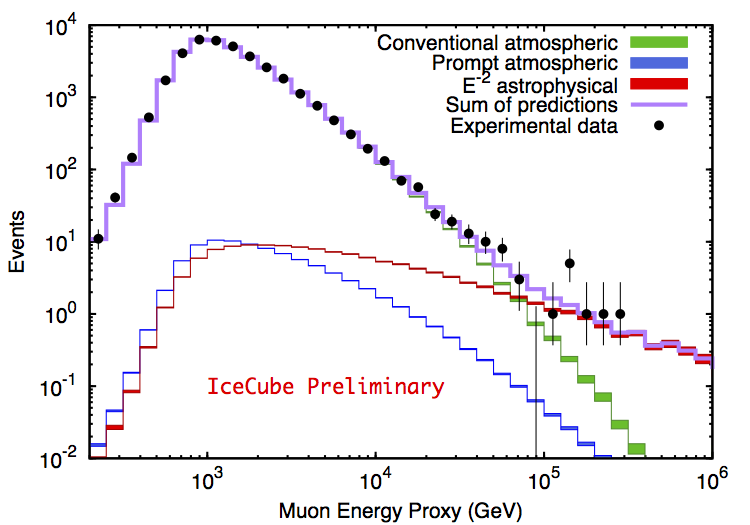 10^4
10^3
10^2
10^1
10^0
10^-1
10^-2
Events
Conventional atmospheric
Prompt atmospheric
E^-2 astrophysical
Sum of predictions
Experimental data
IceCube Preliminary
10^3
10^4
10^5
10^6
Muon Energy Proxy (GeV)